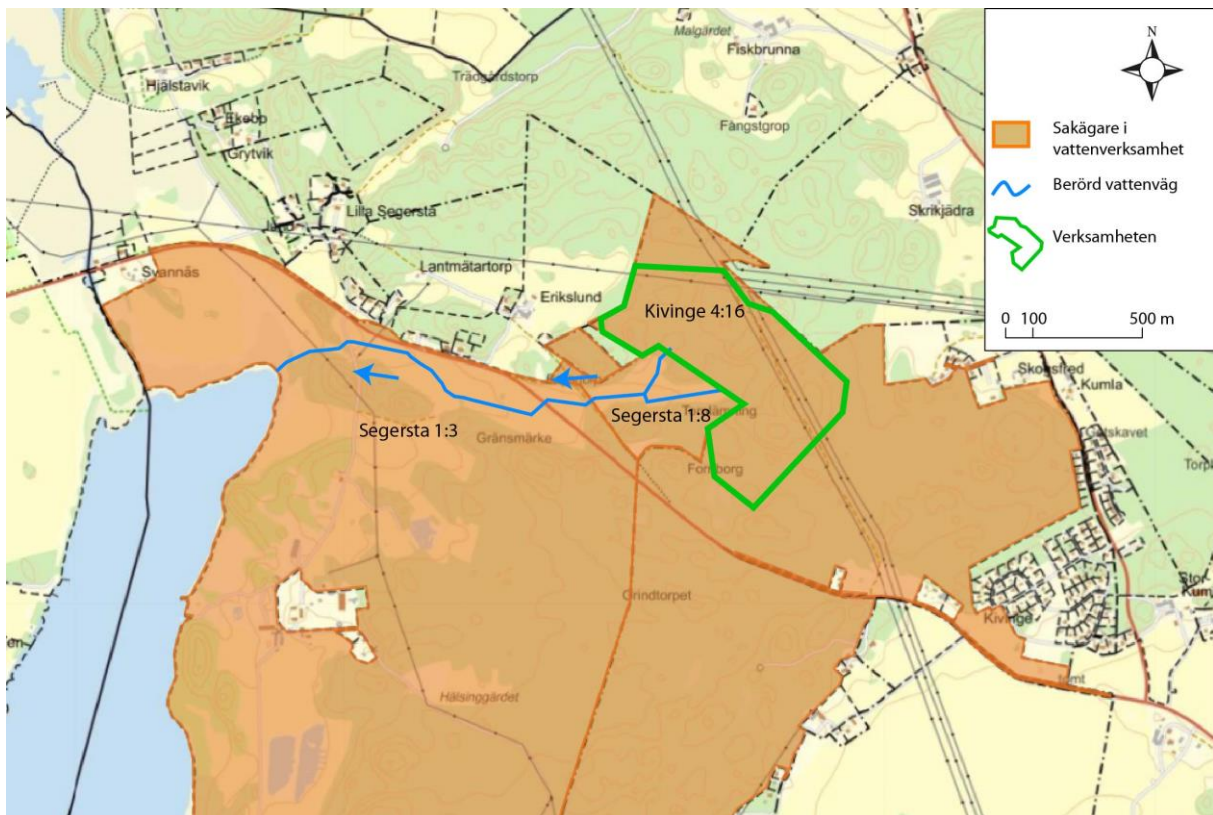 Malgärdet
Fiskbrunna
Trädgårdstorp
Hjälstavik
Ekebo
Fångstgrop
Grytvik
Lilla Segersta
Skrikjädra
Svannäs
Lantmätartorp
Erikslund
Kivinge 4:16
Skogsfred
Kumla
Segersta 1:8
Segersta 1:3
Gränsmärke
Fornborg
Grindtorpet
Kivinge
tomt
Hälsinggärdet
N
Sakägare i
vattenverksamhet
Berörd vattenväg
Verksamheten
0 100 500 m